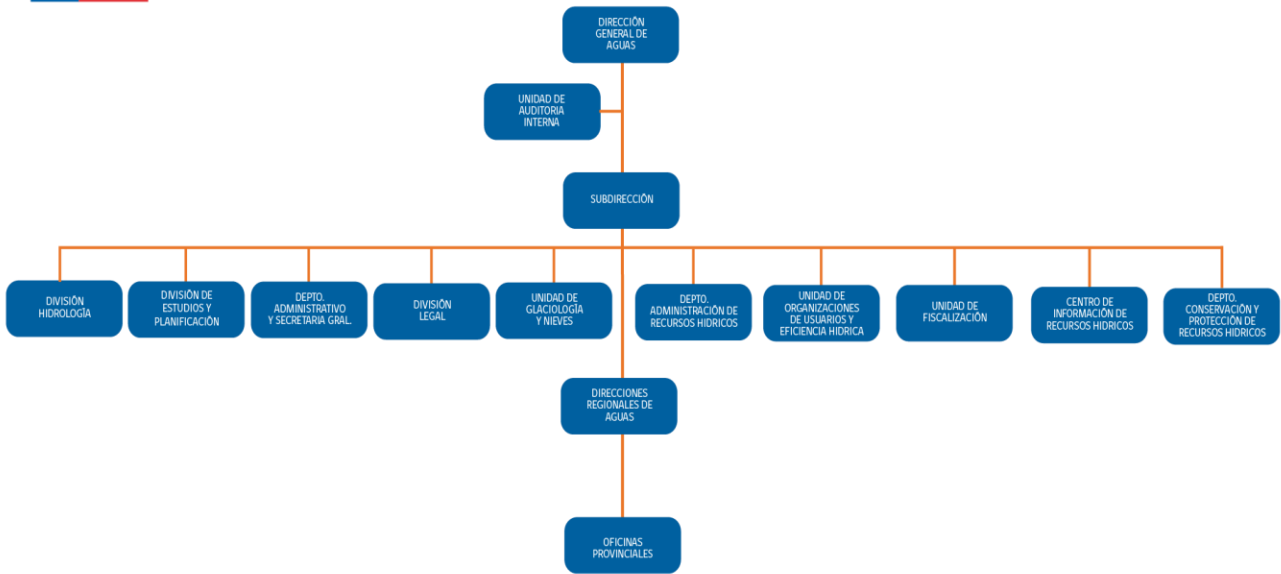 DIRECCIÓN
GENERAL DE
AGUAS
UNIDAD DE
AUDITORIA
INTERNA
SUBDIRECCIÓN
DIVISIÓN
HIDROLOGÍA
DIVISIÓN DE
ESTUDIOS Y
PLANIFICACIÓN
DEPTO.
ADMINISTRATIVO
Y SECRETARIA GRAL.
DIVISIÓN
LEGAL
UNIDAD DE
GLACIOLOGÍA
Y NIEVES
DEPTO.
ADMINISTRACIÓN DE
RECURSOS HIDRICOS
UNIDAD DE
ORGANIZACIONES
DE USUARIOS Y
EFICIENCIA HIDRICA
UNIDAD DE
FISCALIZACIÓN
CENTRO DE
INFORMACIÓN DE
RECURSOS HIDRICOS
DEPTO.
CONSERVACIÓN Y
PROTECCIÓN DE
RECURSOS HIDRICOS
DIRECCIONES
REGIONALES DE
AGUAS
OFICINAS
PROVINCIALES